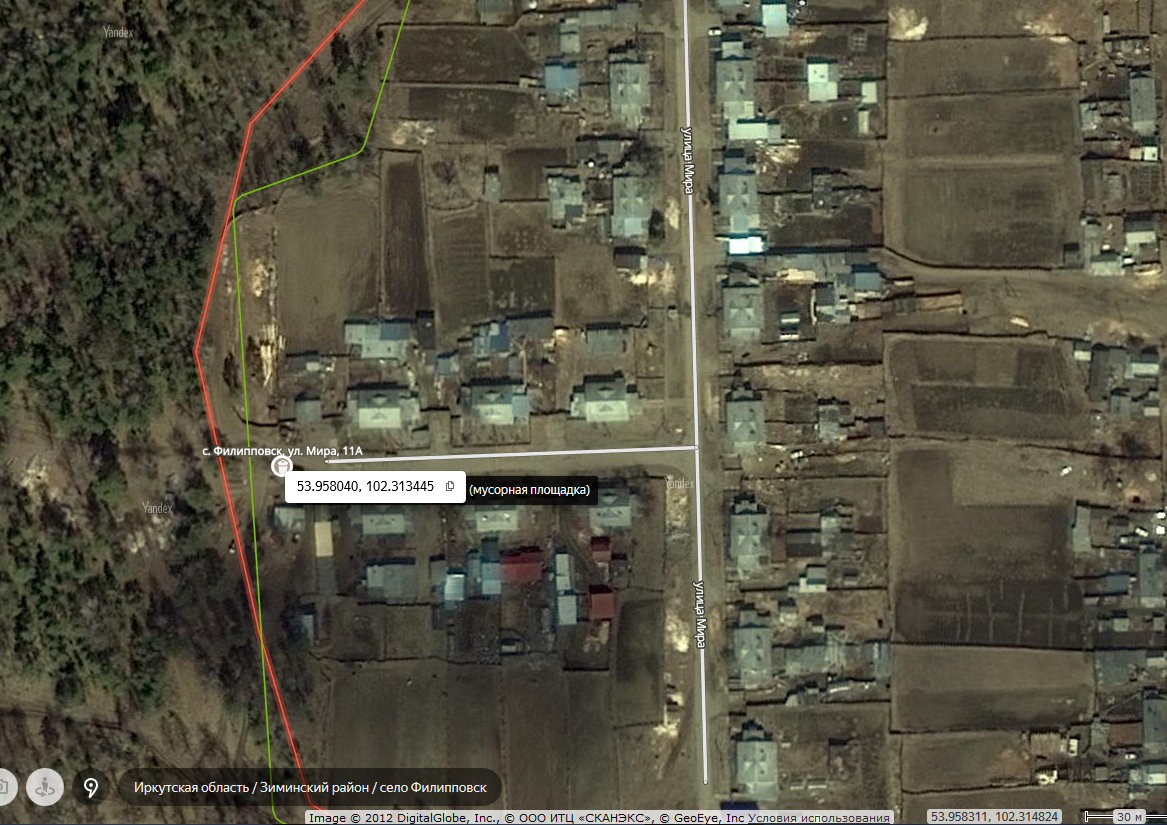 Yandex
улица Мира
с. Филипповск, ул. Мира, 11А
53.958040, 102.313445
(мусорная площадка)
Yandex
Yandex
улица Мира
Иркутская область / Зиминский район / село Филипповск
Image © 2012 DigitalGlobe, Inc., © ООО ИТЦ «СКАНЭКС», © GeoEye, Inc Условия использования
53.958311, 102.314824
30 м